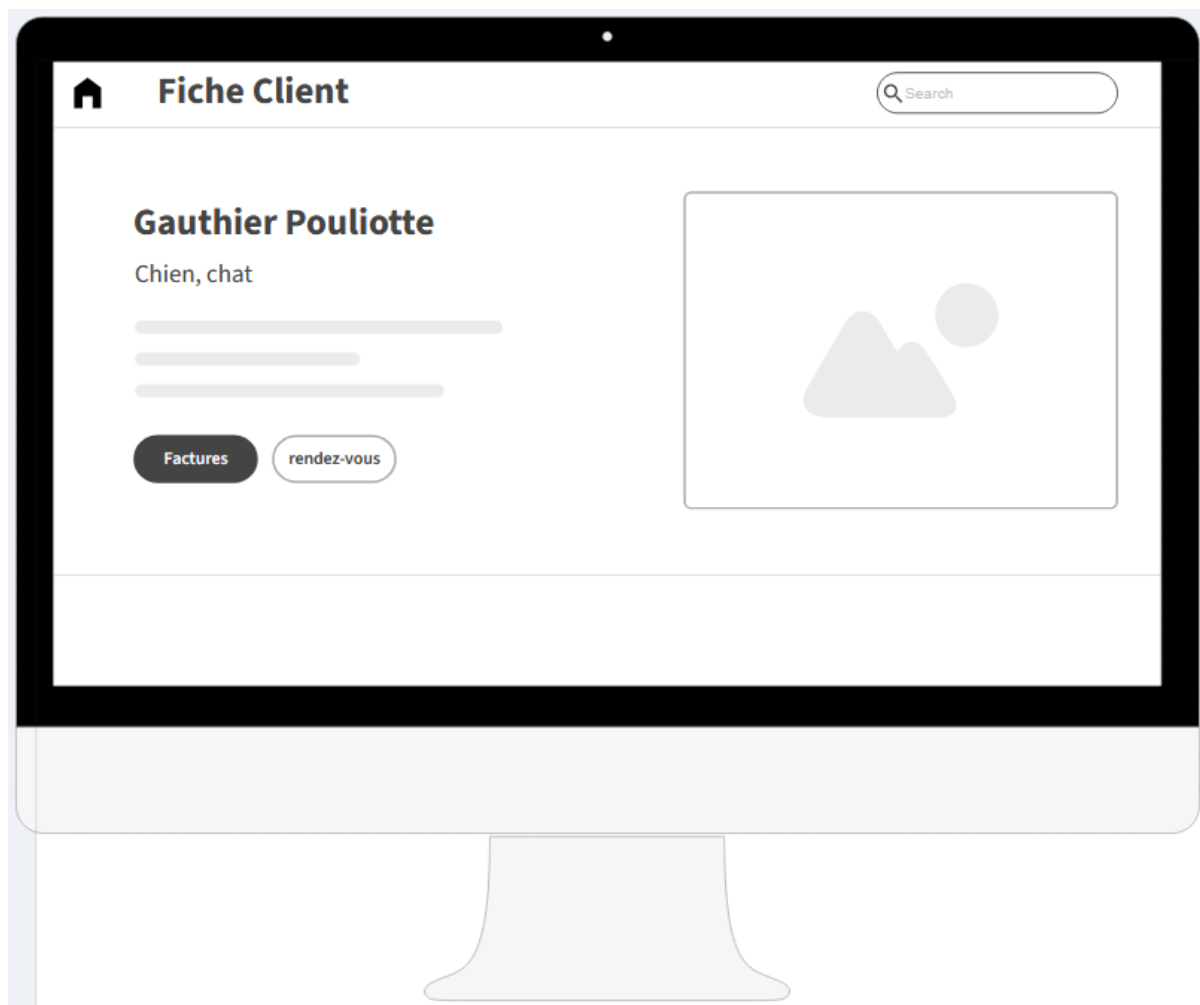 Fiche Client
Search
Gauthier Pouliotte
Chien, chat
Factures
rendez-vous